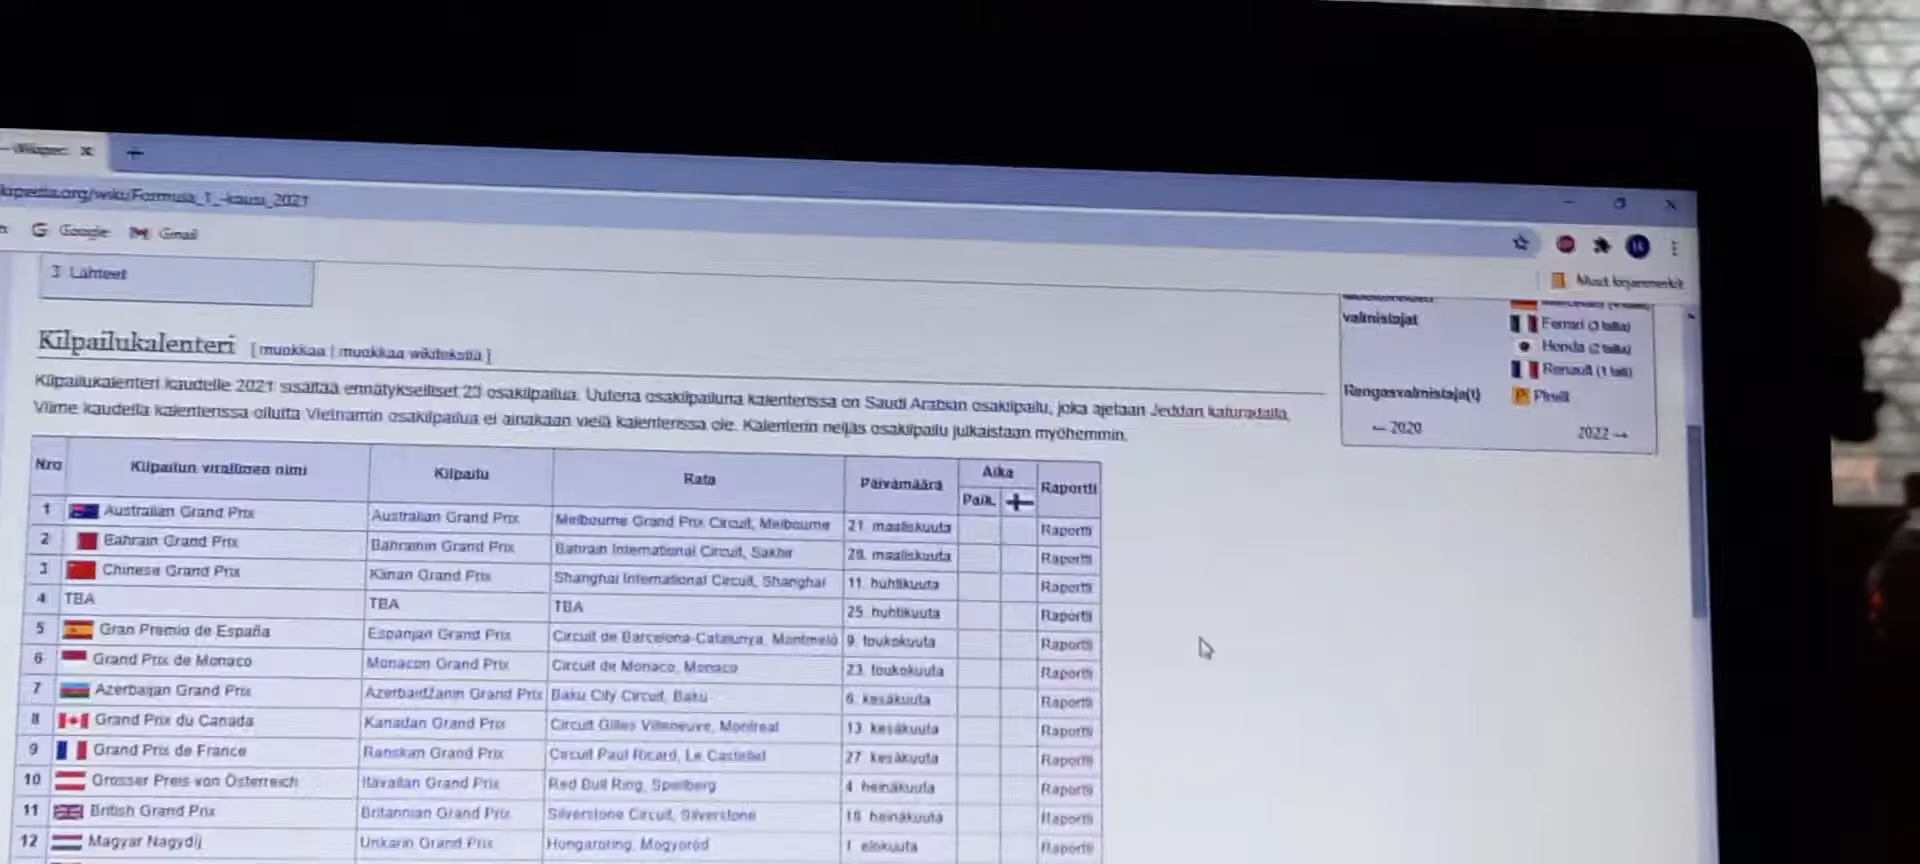 Google Gmail
3 Lähteet
Muut kirjanmerkit
valmistajat
Ferrari (3 tallia)
Honda (2 tallia)
Renault (1 talli)
Rengasvalmistaja(t) Pirelli
← 2020 2022 →
Kilpailukalenteri [ muokkaa | muokkaa wikitekstiä ]
Kilpailukalenteri kaudelle 2021 sisältää ennätykselliset 23 osakilpailua. Uutena osakilpailuna kalenterissa on Saudi Arabian osakilpailu, joka ajetaan Jeddan katuradalla.
Viime kaudella kalenterissa ollutta Vietnamin osakilpailua ei ainakaan vielä kalenterissa ole. Kalenterin neljäs osakilpailu julkaistaan myöhemmin.
Nro Kilpailun virallinen nimi Kilpailu Rata Päivämäärä Aika Raportti
Paik.
1 Australian Grand Prix Australian Grand Prix Melbourne Grand Prix Circuit, Melbourne 21. maaliskuuta Raportti
2 Bahrain Grand Prix Bahrainin Grand Prix Bahrain International Circuit, Sakhir 28. maaliskuuta Raportti
3 Chinese Grand Prix Kiinan Grand Prix Shanghai International Circuit, Shanghai 11. huhtikuuta Raportti
4 TBA TBA TBA 25. huhtikuuta Raportti
5 Gran Premio de España Espanjan Grand Prix Circuit de Barcelona-Catalunya, Montmeló 9. toukokuuta Raportti
6 Grand Prix de Monaco Monacon Grand Prix Circuit de Monaco, Monaco 23. toukokuuta Raportti
7 Azerbaijan Grand Prix Azerbaidžanin Grand Prix Baku City Circuit, Baku 6. kesäkuuta Raportti
8 Grand Prix du Canada Kanadan Grand Prix Circuit Gilles Villeneuve, Montreal 13. kesäkuuta Raportti
9 Grand Prix de France Ranskan Grand Prix Circuit Paul Ricard, Le Castellet 27. kesäkuuta Raportti
10 Grosser Preis von Österreich Itävallan Grand Prix Red Bull Ring, Spielberg 4. heinäkuuta Raportti
11 British Grand Prix Britannian Grand Prix Silverstone Circuit, Silverstone 18. heinäkuuta Raportti
12 Magyar Nagydíj Unkarin Grand Prix Hungaroring, Mogyoród 1. elokuuta Raportti